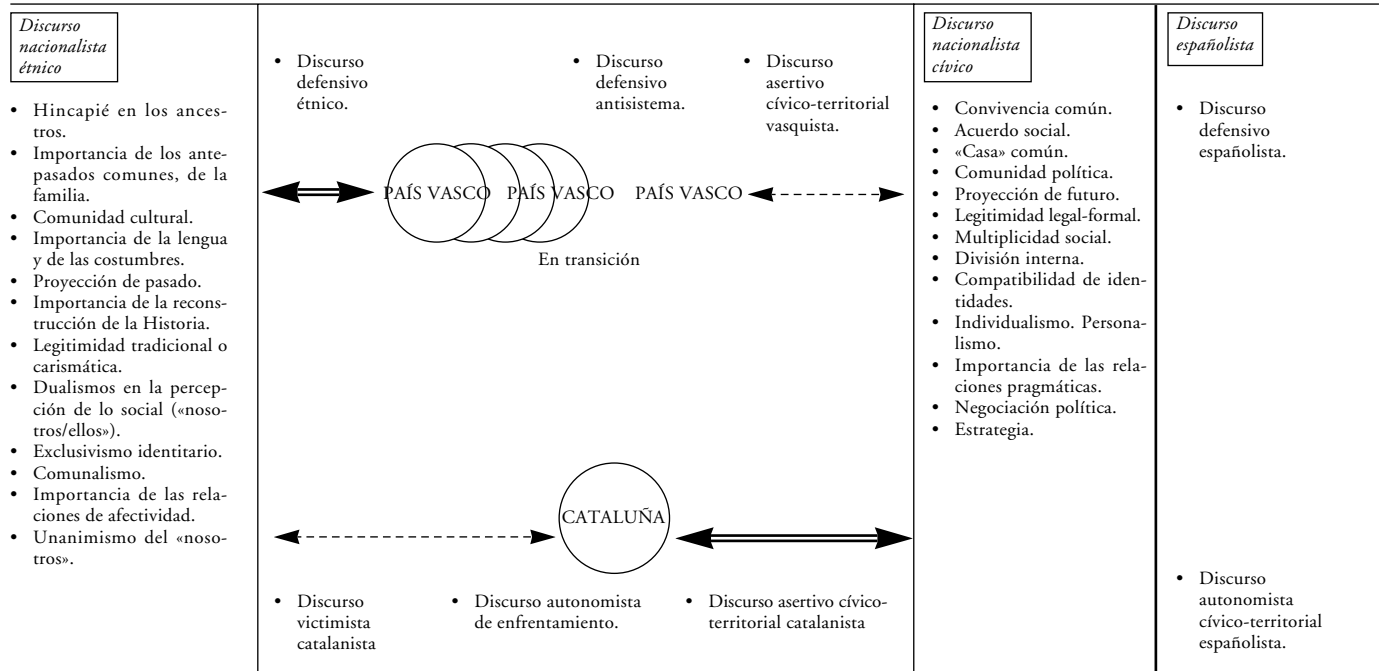 Discurso
nacionalista
étnico
• Hincapié en los ances-
tros.
• Importancia de los ante-
pasados comunes, de la
familia.
• Comunidad cultural.
• Importancia de la lengua
y de las costumbres.
• Proyección de pasado.
• Importancia de la recons-
trucción de la Historia.
• Legitimidad tradicional o
carismática.
• Dualismos en la percep-
ción de lo social («noso-
tros/ellos»).
• Exclusivismo identitario.
• Comunalismo.
• Importancia de las rela-
ciones de afectividad.
• Unanimismo del «noso-
tros».
• Discurso
defensivo
étnico.
• Discurso
defensivo
antisistema.
• Discurso
asertivo
cívico-territorial
vasquista.
PAÍS VASCO PAÍS VASCO PAÍS VASCO
En transición
CATALUÑA
• Discurso
victimista
catalanista
• Discurso autonomista
de enfrentamiento.
• Discurso asertivo cívico-
territorial catalanista
Discurso
nacionalista
cívico
• Convivencia común.
• Acuerdo social.
• «Casa» común.
• Comunidad política.
• Proyección de futuro.
• Legitimidad legal-formal.
• Multiplicidad social.
• División interna.
• Compatibilidad de iden-
tidades.
• Individualismo. Persona-
lismo.
• Importancia de las rela-
ciones pragmáticas.
• Negociación política.
• Estrategia.
Discurso
españolista
• Discurso
defensivo
españolista.
• Discurso
autonomista
cívico-territorial
españolista.